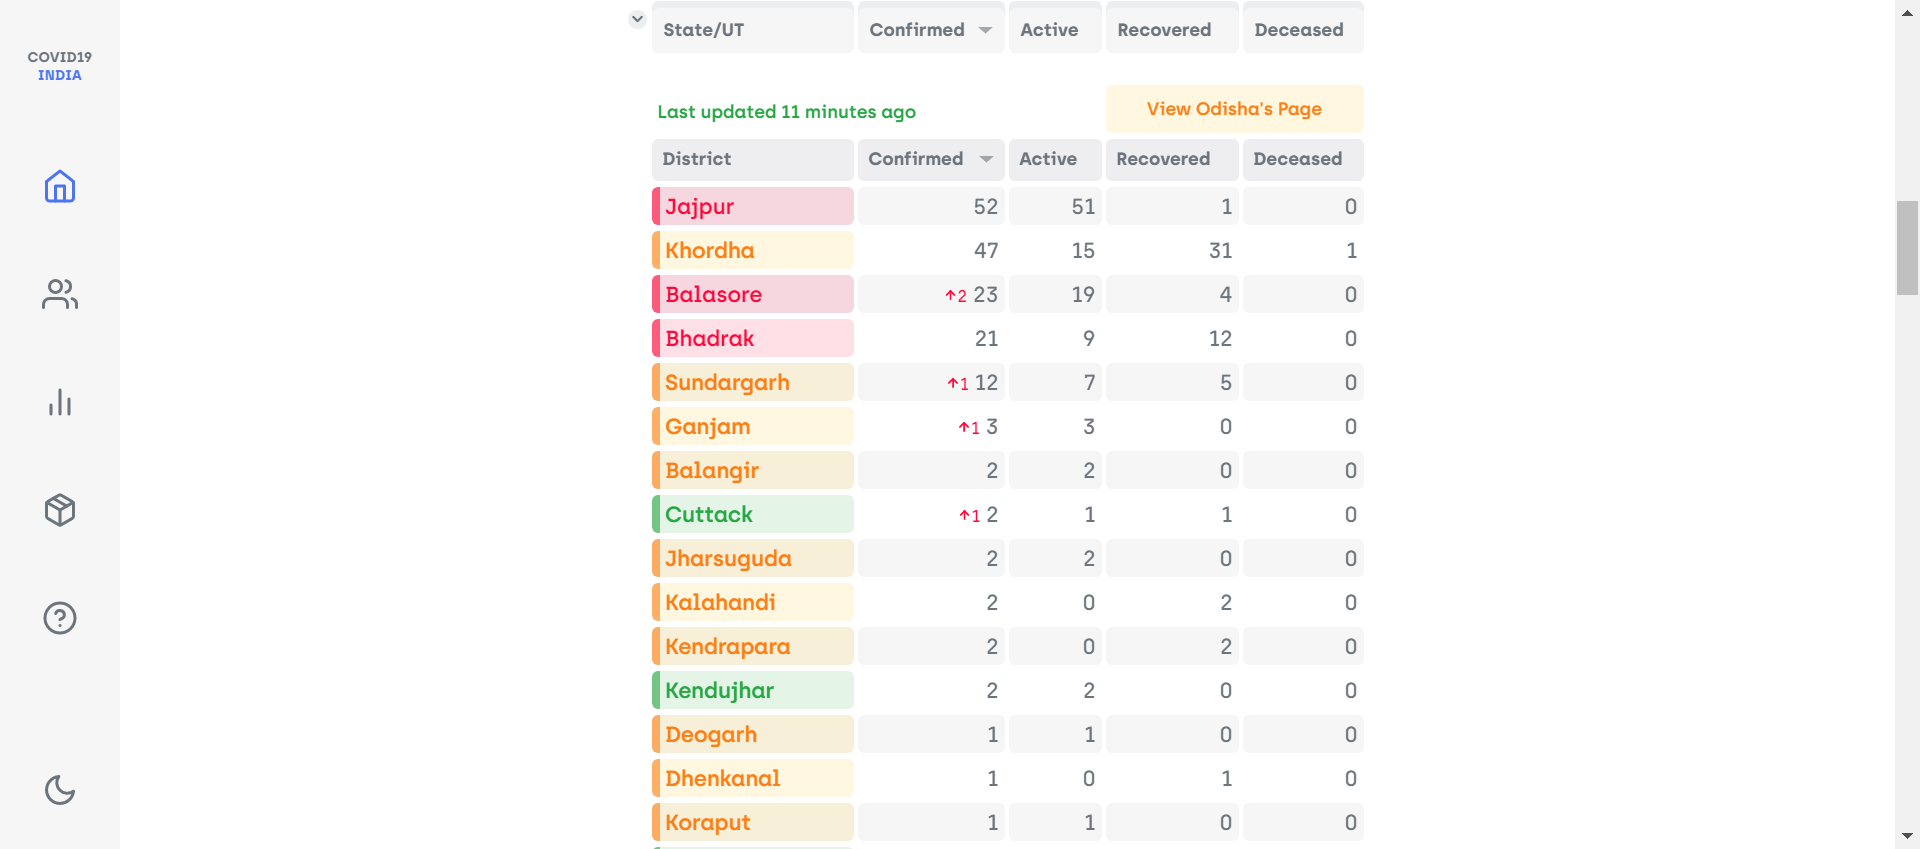 COVID19
INDIA
State/UT Confirmed Active Recovered Deceased
Last updated 11 minutes ago View Odisha's Page
District Confirmed Active Recovered Deceased
Jajpur 52 51 1 0
Khordha 47 15 31 1
Balasore ↑2 23 19 4 0
Bhadrak 21 9 12 0
Sundargarh ↑1 12 7 5 0
Ganjam ↑1 3 3 0 0
Balangir 2 2 0 0
Cuttack ↑1 2 1 1 0
Jharsuguda 2 2 0 0
Kalahandi 2 0 2 0
Kendrapara 2 0 2 0
Kendujhar 2 2 0 0
Deogarh 1 1 0 0
Dhenkanal 1 0 1 0
Koraput 1 1 0 0